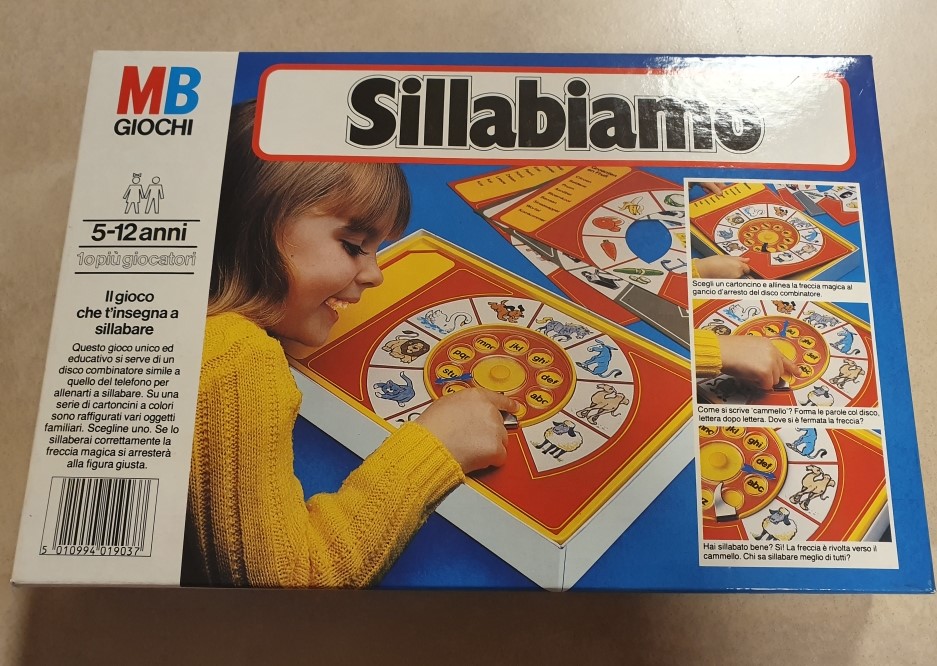 MB
GIOCHI
5-12 anni
1 o più giocatori
Il gioco
che t'insegna a
sillabare
Questo gioco unico ed
educativo si serve di un
disco combinatore simile a
quello del telefono per
allenarti a sillabare. Su una
serie di cartoncini a colori
sono raffigurati vari oggetti
familiari. Scegline uno. Se lo
sillaberai correttamente la
freccia magica si arresterà
alla figura giusta.
5 010994 019037
Sillabiamo
stu
pqr
mno
jkl
ghi
def
abc
Scegli un cartoncino e allinea la freccia magica al
gancio d'arresto del disco combinatore.
Come si scrive 'cammello'? Forma le parole col disco,
lettera dopo lettera. Dove si è fermata la freccia?
jkl
ghi
def
abc
Hai sillabato bene? Sì! La freccia è rivolta verso il
cammello. Chi sa sillabare meglio di tutti?